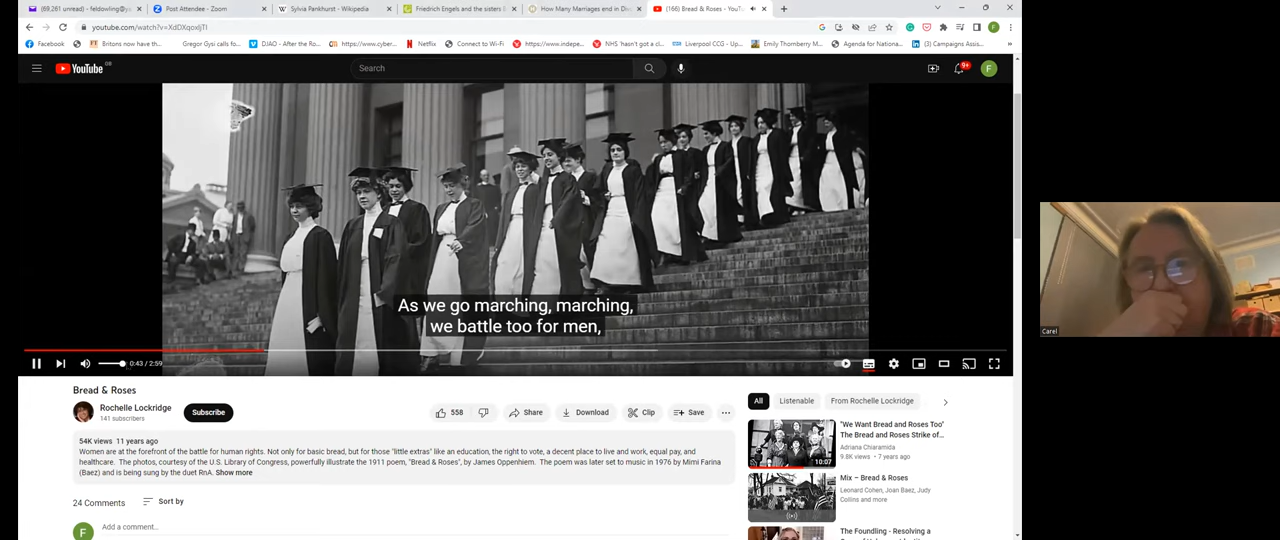 (69,261 unread) - feldowling@ya
Post Attendee - Zoom
Sylvia Pankhurst - Wikipedia
Friedrich Engels and the sisters
How Many Marriages end in Div
(166) Bread & Roses - YouTu
youtube.com/watch?v=XdDXqoxljTI
Facebook
Britons now have th...
Gregor Gysi calls fo
DJAO - After the Ro...
https://www.cyber...
Netflix
Connect to Wi-Fi
https://www.indepe...
NHS 'hasn't got a cl...
Liverpool CCG - Up...
Emily Thornberry M...
Agenda for Nationa...
(3) Campaigns Assis...
YouTube GB
Search
9+
F
As we go marching, marching,
we battle too for men,
0:43 / 2:59
Carel
Bread & Roses
Rochelle Lockridge
141 subscribers
Subscribe
558
Share
Download
Clip
Save
54K views 11 years ago
Women are at the forefront of the battle for human rights. Not only for basic bread, but for those "little extras" like an education, the right to vote, a decent place to live and work, equal pay, and
healthcare. The photos, courtesy of the U.S. Library of Congress, powerfully illustrate the 1911 poem, "Bread & Roses", by James Oppenhiem. The poem was later set to music in 1976 by Mimi Farina
(Baez) and is being sung by the duet RnA. Show more
24 Comments
Sort by
F
Add a comment...
All
Listenable
From Rochelle Lockridge
"We Want Bread and Roses Too"
The Bread and Roses Strike of...
Adriana Chiaramida
9.8K views • 7 years ago
10:07
Mix – Bread & Roses
Leonard Cohen, Joan Baez, Judy
Collins and more
The Foundling - Resolving a